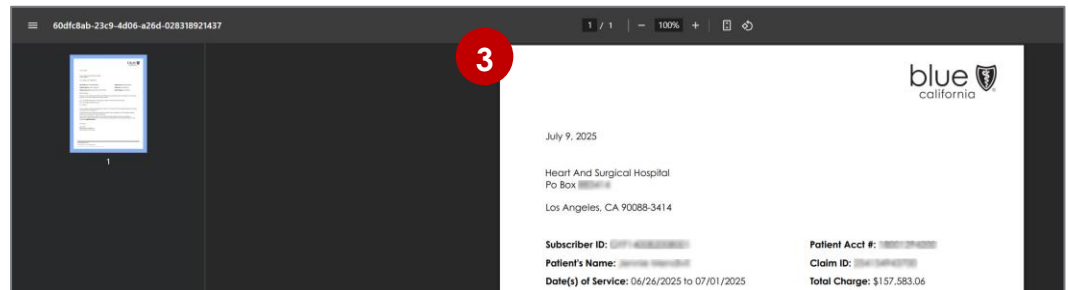 60dfc8ab-23c9-4d06-a26d-028318921437
1 / 1
100%
3
1
blue
california
July 9, 2025
Heart And Surgical Hospital
Po Box
Los Angeles, CA 90088-3414
Subscriber ID:
Patient Acct #:
Patient's Name:
Claim ID:
Date(s) of Service: 06/26/2025 to 07/01/2025
Total Charge: $157,583.06